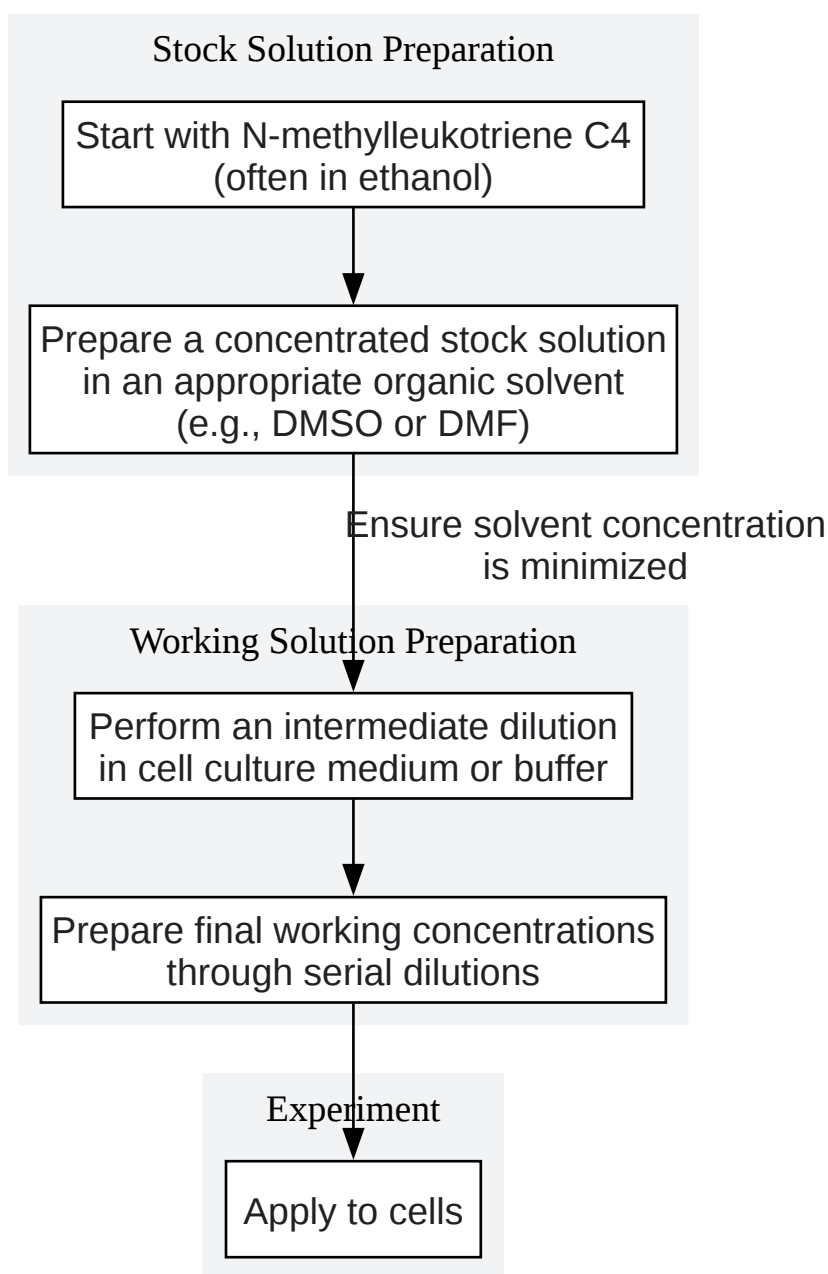 Stock Solution Preparation
Start with N-methylleukotriene C4
(often in ethanol)
Prepare a concentrated stock solution
in an appropriate organic solvent
(e.g., DMSO or DMF)
Ensure solvent concentration
is minimized
Working Solution Preparation
Perform an intermediate dilution
in cell culture medium or buffer
Prepare final working concentrations
through serial dilutions
Experiment
Apply to cells